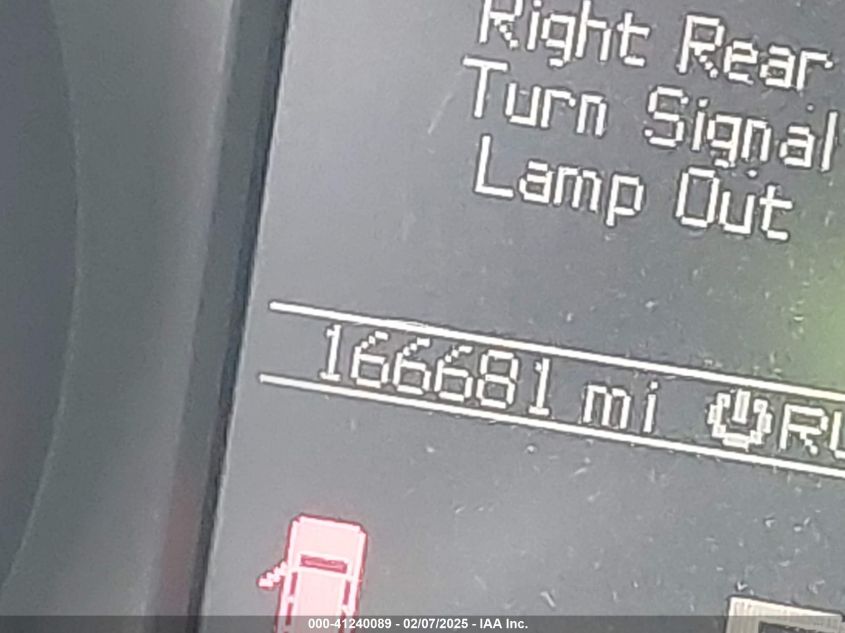 Right Rear
Turn Signal
Lamp Out
166681 mi
000-41240089 - 02/07/2025 - IAA Inc.